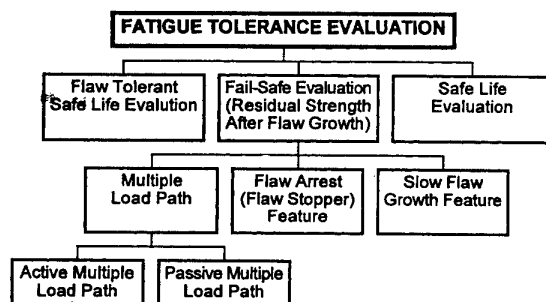 FATIGUE TOLERANCE EVALUATION
Flaw Tolerant
Safe Life Evalution
Fail-Safe Evaluation
(Residual Strength
After Flaw Growth)
Safe Life
Evaluation
Multiple
Load Path
Flaw Arrest
(Flaw Stopper)
Feature
Slow Flaw
Growth Feature
Active Multiple
Load Path
Passive Multiple
Load Path